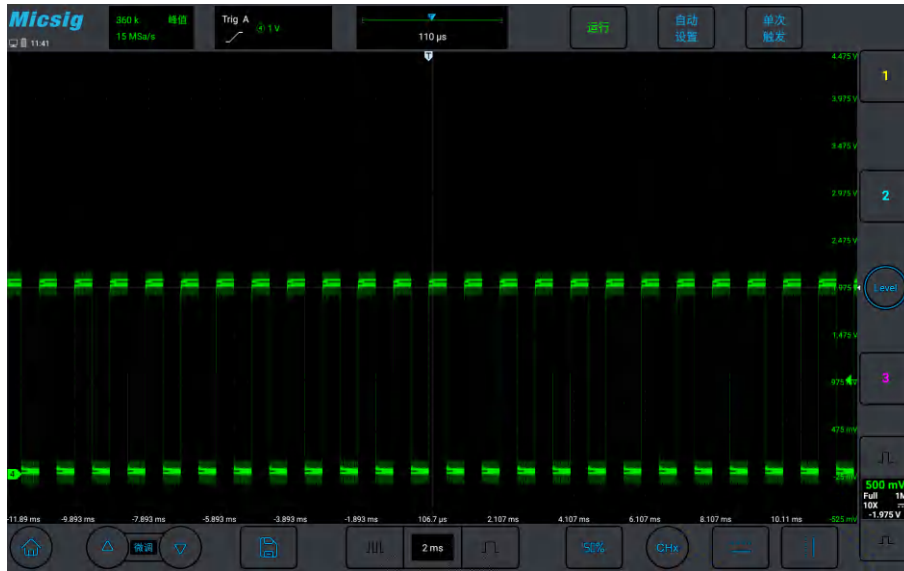 Micsig
11:41
360 k 峰值
15 MSa/s
Trig A
④ 1 V
110 µs
运行
自动
设置
单次
触发
T
4.475 V
3.975 V
3.475 V
2.975 V
2.475 V
1.975 V
1.475 V
975 mV
475 mV
-25 mV
-525 mV
4
-11.89 ms -9.893 ms -7.893 ms -5.893 ms -3.893 ms -1.893 ms 106.7 µs 2.107 ms 4.107 ms 6.107 ms 8.107 ms 10.11 ms
1
2
Level
3
500 mV
Full 1M
10X
-1.975 V
微调
2 ms
50%
CHx